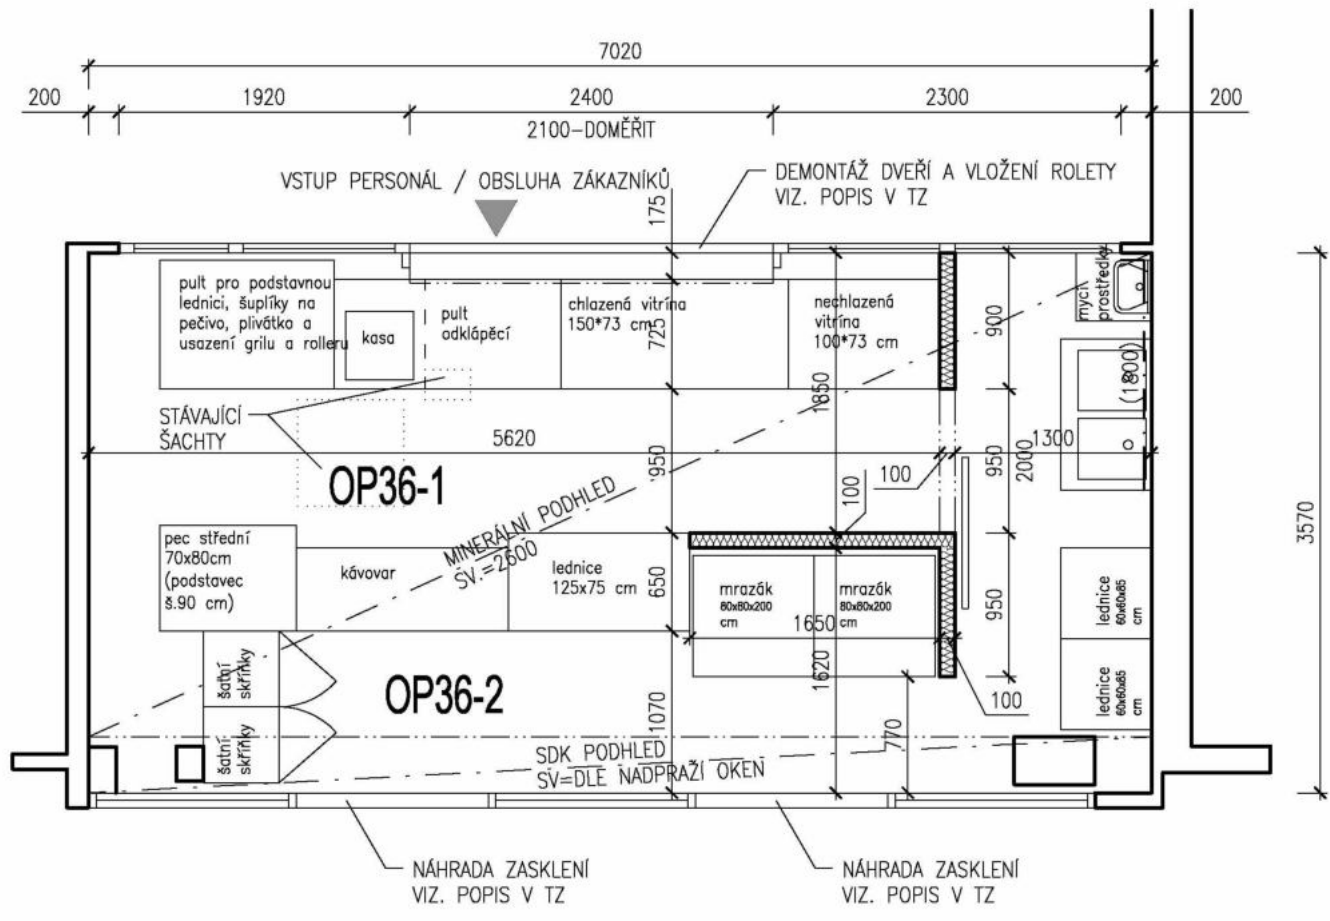 7020
200
1920
2400
2300
200
2100-DOMĚŘIT
VSTUP PERSONÁL / OBSLUHA ZÁKAZNÍKŮ
DEMONTÁŽ DVEŘÍ A VLOŽENÍ ROLETY
VIZ. POPIS V TZ
175
pult pro podstavnou
lednici, šuplíky na
pečivo, plivátko a
usazení grilu a rolleru
kasa
pult
odklápěcí
chlazená vitrína
150*73 cm
725
nechlazená
vitrína
100*73 cm
1850
900
mycí
prostředky
(1800)
STÁVAJÍCÍ
ŠACHTY
5620
950
100
100
950
2000
1300
3570
OP36-1
MINERÁLNÍ PODHLED
SV.=2600
pec střední
70x80cm
(podstavec
š.90 cm)
kávovar
lednice
125x75 cm
650
mrazák
80x80x200
cm
mrazák
80x80x200
cm
1650
1620
950
100
lednice
60x60x85
cm
lednice
60x60x85
cm
šatní
skříňky
šatní
skříňky
OP36-2
1070
770
SDK PODHLED
SV=DLE NADPRAŽÍ OKEN
NÁHRADA ZASKLENÍ
VIZ. POPIS V TZ
NÁHRADA ZASKLENÍ
VIZ. POPIS V TZ